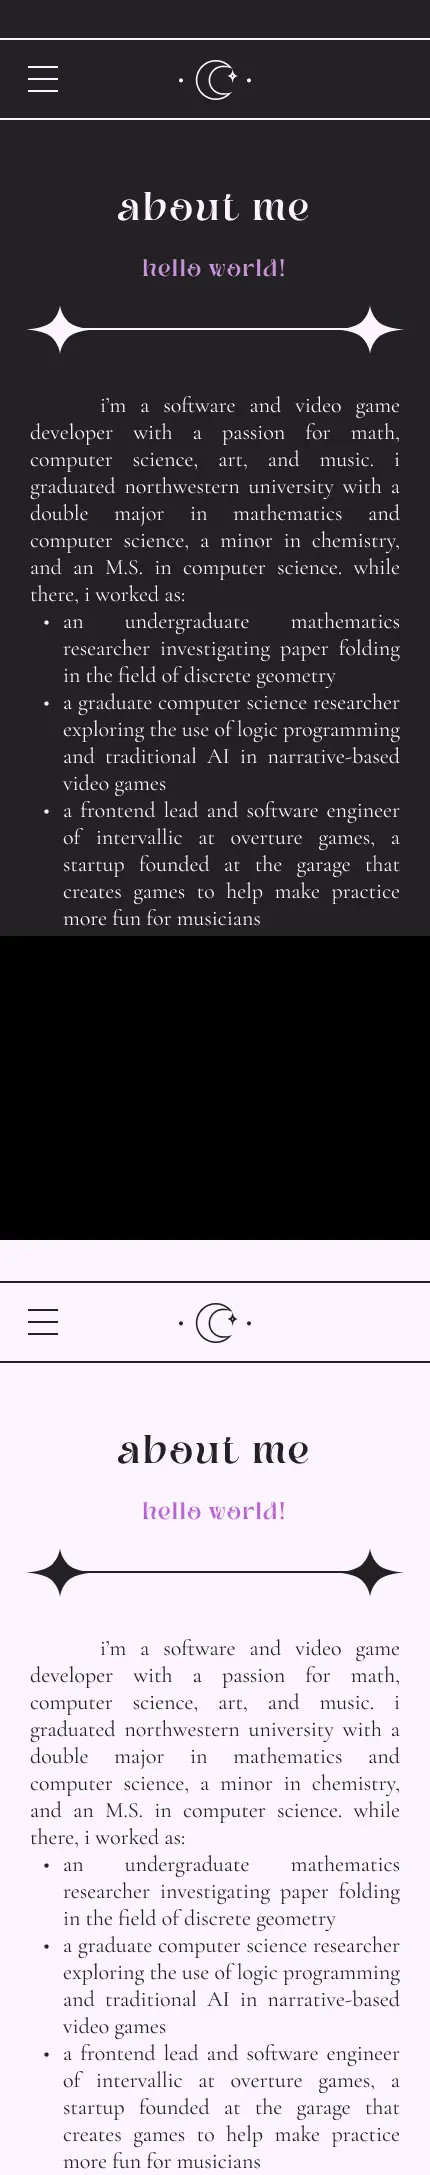 about me
hello world!
i'm a software and video game
developer with a passion for math,
computer science, art, and music. i
graduated northwestern university with a
double major in mathematics and
computer science, a minor in chemistry,
and an M.S. in computer science. while
there, i worked as:
• an undergraduate mathematics
researcher investigating paper folding
in the field of discrete geometry
• a graduate computer science researcher
exploring the use of logic programming
and traditional AI in narrative-based
video games
• a frontend lead and software engineer
of intervallic at overture games, a
startup founded at the garage that
creates games to help make practice
more fun for musicians
about me
hello world!
i'm a software and video game
developer with a passion for math,
computer science, art, and music. i
graduated northwestern university with a
double major in mathematics and
computer science, a minor in chemistry,
and an M.S. in computer science. while
there, i worked as:
• an undergraduate mathematics
researcher investigating paper folding
in the field of discrete geometry
• a graduate computer science researcher
exploring the use of logic programming
and traditional AI in narrative-based
video games
• a frontend lead and software engineer
of intervallic at overture games, a
startup founded at the garage that
creates games to help make practice
more fun for musicians